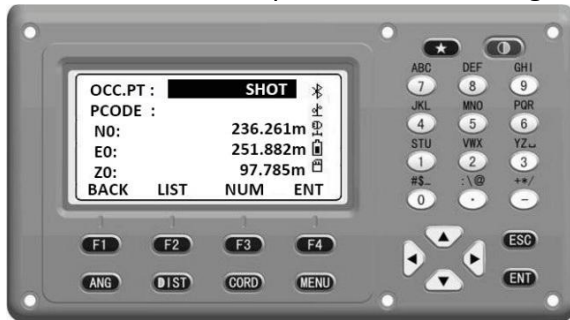 OCC.PT : SHOT
PCODE :
N0: 236.261m
E0: 251.882m
Z0: 97.785m
BACK LIST NUM ENT
F1 F2 F3 F4
ANG DIST CORD MENU
★
ABC DEF GHI
7 8 9
JKL MNO PQR
4 5 6
STU VWX YZ␣
1 2 3
#$_ :\@ +*/
0 . -
ESC
ENT